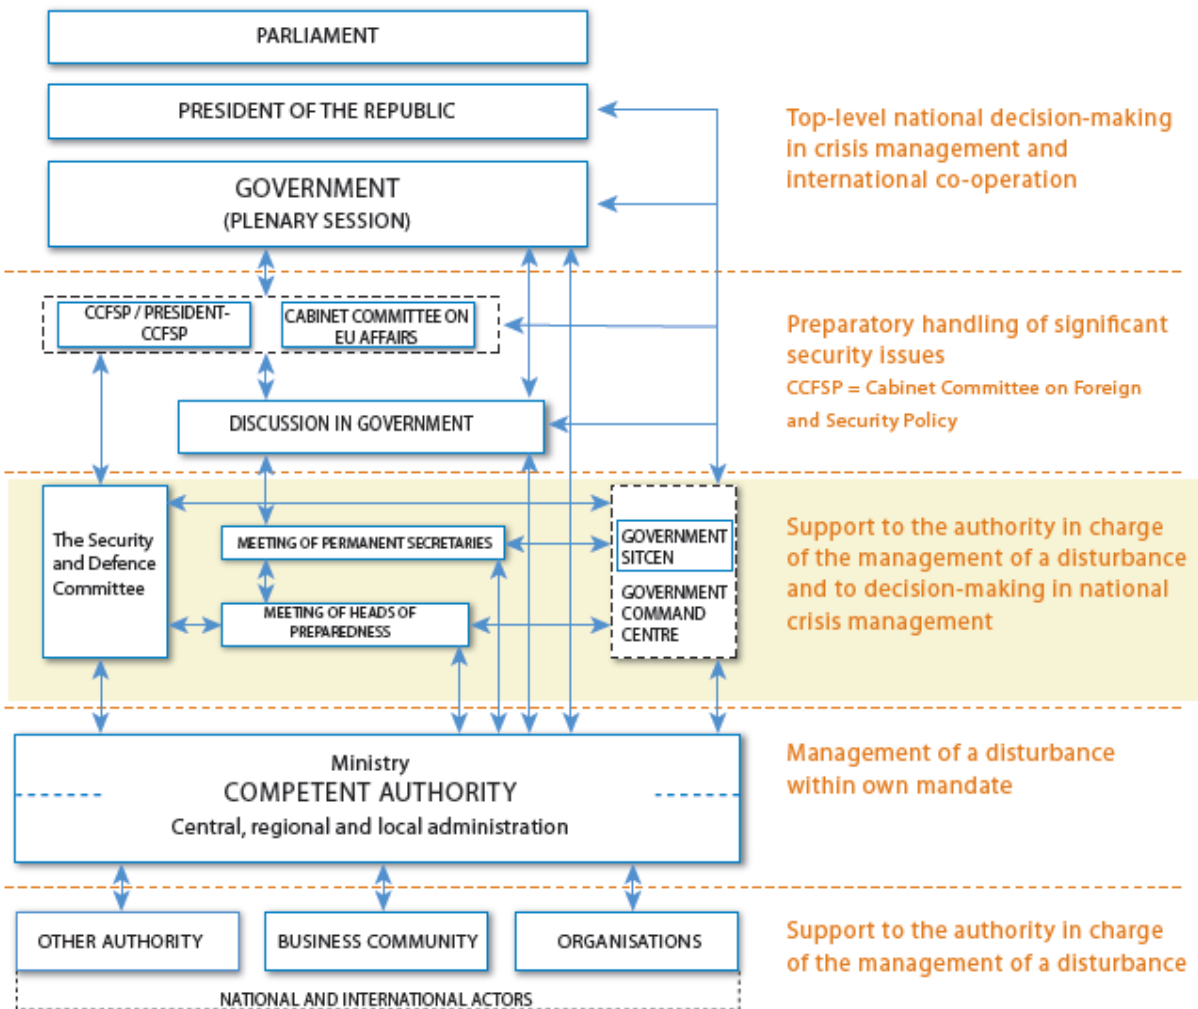 PARLIAMENT
PRESIDENT OF THE REPUBLIC
GOVERNMENT
(PLENARY SESSION)
Top-level national decision-making
in crisis management and
international co-operation
CCFSP / PRESIDENT-
CCFSP
CABINET COMMITTEE ON
EU AFFAIRS
DISCUSSION IN GOVERNMENT
Preparatory handling of significant
security issues
CCFSP = Cabinet Committee on Foreign
and Security Policy
The Security
and Defence
Committee
MEETING OF PERMANENT SECRETARIES
MEETING OF HEADS OF
PREPAREDNESS
GOVERNMENT
SITCEN
GOVERNMENT
COMMAND
CENTRE
Support to the authority in charge
of the management of a disturbance
and to decision-making in national
crisis management
Ministry
COMPETENT AUTHORITY
Central, regional and local administration
Management of a disturbance
within own mandate
OTHER AUTHORITY
BUSINESS COMMUNITY
ORGANISATIONS
NATIONAL AND INTERNATIONAL ACTORS
Support to the authority in charge
of the management of a disturbance